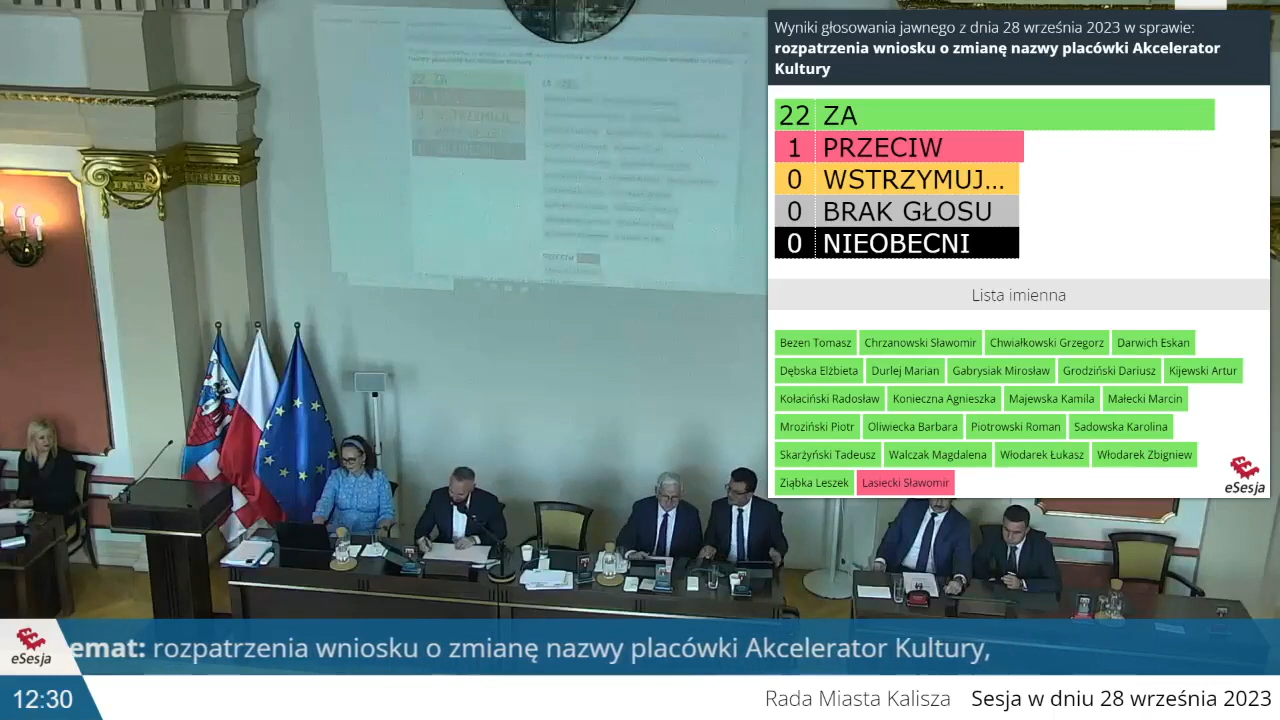 Wyniki głosowania jawnego z dnia 28 września 2023 w sprawie:
rozpatrzenia wniosku o zmianę nazwy placówki Akcelerator
Kultury
22 ZA
1 PRZECIW
0 WSTRZYMUJ...
0 BRAK GŁOSU
0 NIEOBECNI
Lista imienna
Bezen Tomasz Chrzanowski Sławomir Chwiałkowski Grzegorz Darwich Eskan
Dębska Elżbieta Durlej Marian Gabrysiak Mirosław Grodziński Dariusz Kijewski Artur
Kołaciński Radosław Konieczna Agnieszka Majewska Kamila Małecki Marcin
Mroziński Piotr Oliwiecka Barbara Piotrowski Roman Sadowska Karolina
Skarżyński Tadeusz Walczak Magdalena Włodarek Łukasz Włodarek Zbigniew
Ziąbka Leszek Lasiecki Sławomir
eSesja
emat: rozpatrzenia wniosku o zmianę nazwy placówki Akcelerator Kultury,
eSesja
12:30
Rada Miasta Kalisza Sesja w dniu 28 września 2023